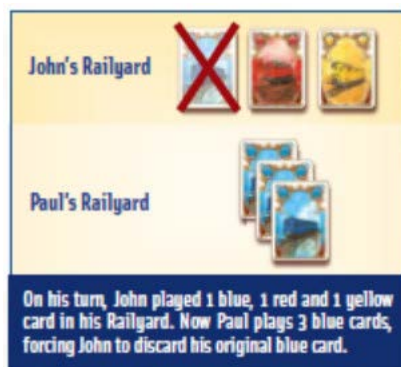 John's Railyard
Paul's Railyard
On his turn, John played 1 blue, 1 red and 1 yellow
card in his Railyard. Now Paul plays 3 blue cards,
forcing John to discard his original blue card.